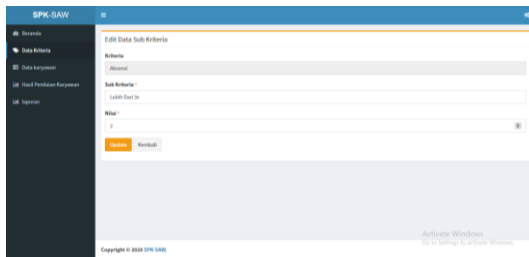 SPK-SAW
Beranda
Data Kriteria
Data karyawan
Hasil Penilaian Karyawan
laporan
Edit Data Sub Kriteria
Kriteria
Absensi
Sub Kriteria *
Lebih Dari 3x
Nilai *
2
Update
Kembali
Activate Windows
Go to Settings to activate Windows.
Copyright © 2020 SPK-SAW.